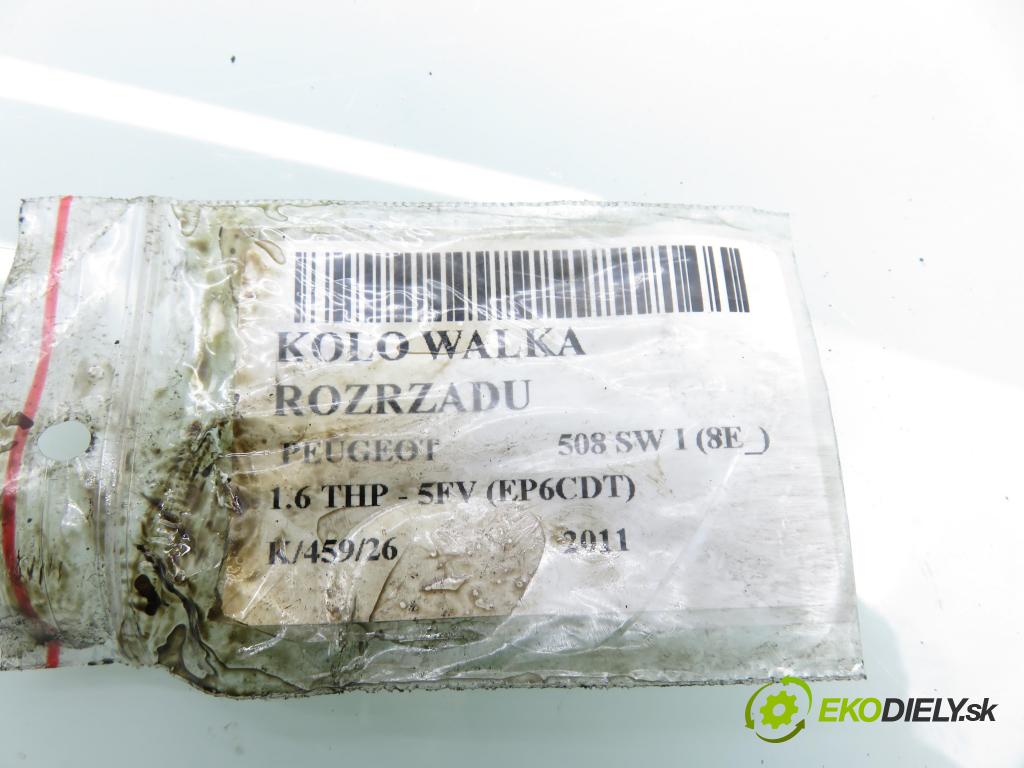 KOLO WALKA
ROZRZADU
PEUGEOT 508 SW I (8E_)
1.6 THP - 5FV (EP6CDT)
K/459/26 2011
EKODIELY.sk